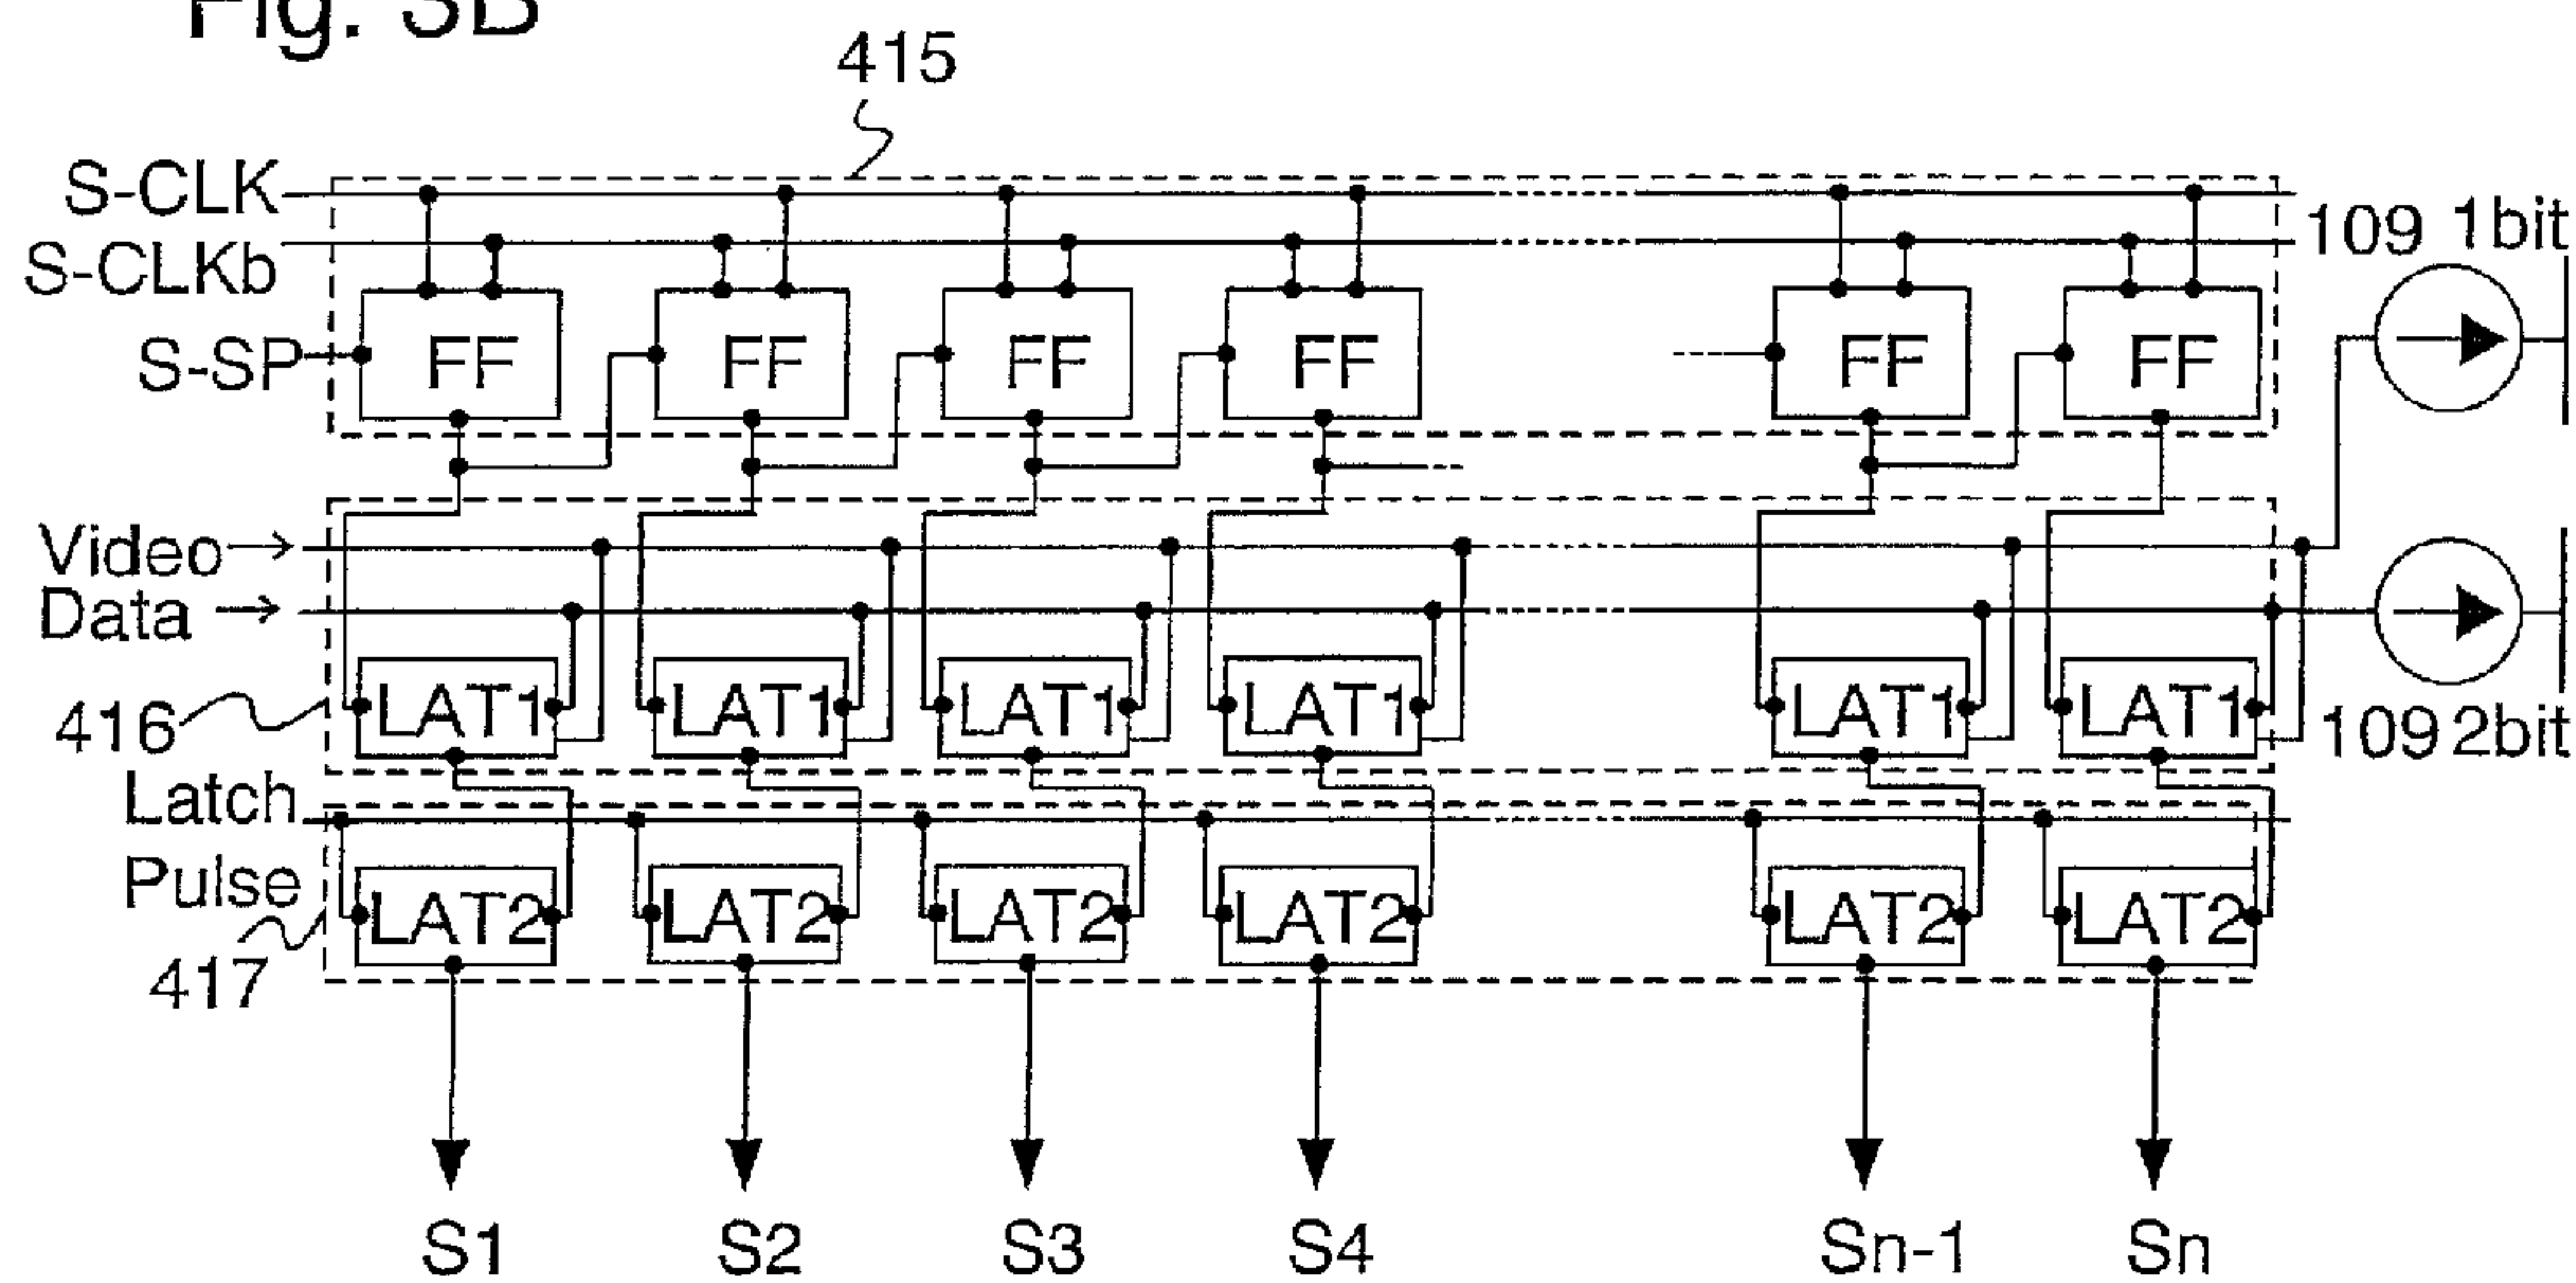 Fig. 3B
415
S-CLK
S-CLKb
109 1bit
S-SP
FF FF FF FF FF FF
Video
Data
416
LAT1 LAT1 LAT1 LAT1 LAT1 LAT1
109 2bit
Latch
Pulse
LAT2 LAT2 LAT2 LAT2 LAT2 LAT2
417
S1 S2 S3 S4 Sn-1 Sn